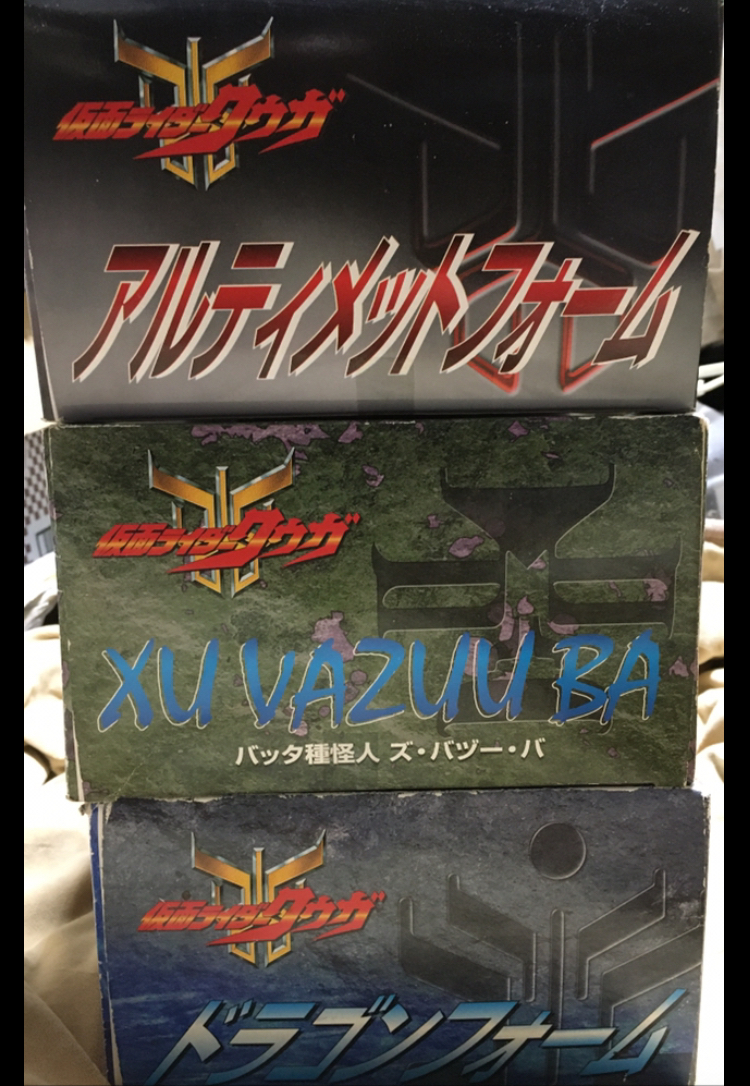 仮面ライダークウガ
アルティメットフォーム
仮面ライダークウガ
XU VAZUU BA
バッタ種怪人 ズ・バヅー・バ
仮面ライダークウガ
ドラゴンフォーム